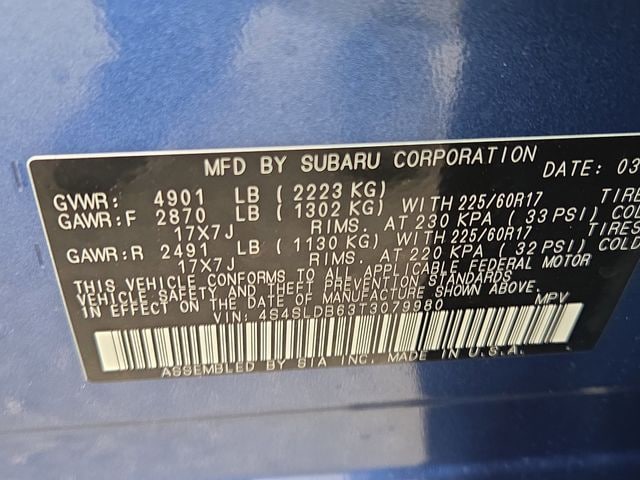 MFD BY SUBARU CORPORATION DATE: 03
GVWR: 4901 LB ( 2223 KG)
GAWR:F 2870 LB ( 1302 KG) WITH 225/60R17 TIRE
17X7J RIMS. AT 230 KPA ( 33 PSI) COL
GAWR:R 2491 LB ( 1130 KG) WITH 225/60R17 TIRES
17X7J RIMS. AT 220 KPA ( 32 PSI) COLD
THIS VEHICLE CONFORMS TO ALL APPLICABLE FEDERAL MOTOR
VEHICLE SAFETY AND THEFT PREVENTION STANDARDS
IN EFFECT ON THE DATE OF MANUFACTURE SHOWN ABOVE.
VIN: 4S4SLDB63T3079980 MPV
ASSEMBLED BY SIA INC. MADE IN U.S.A.